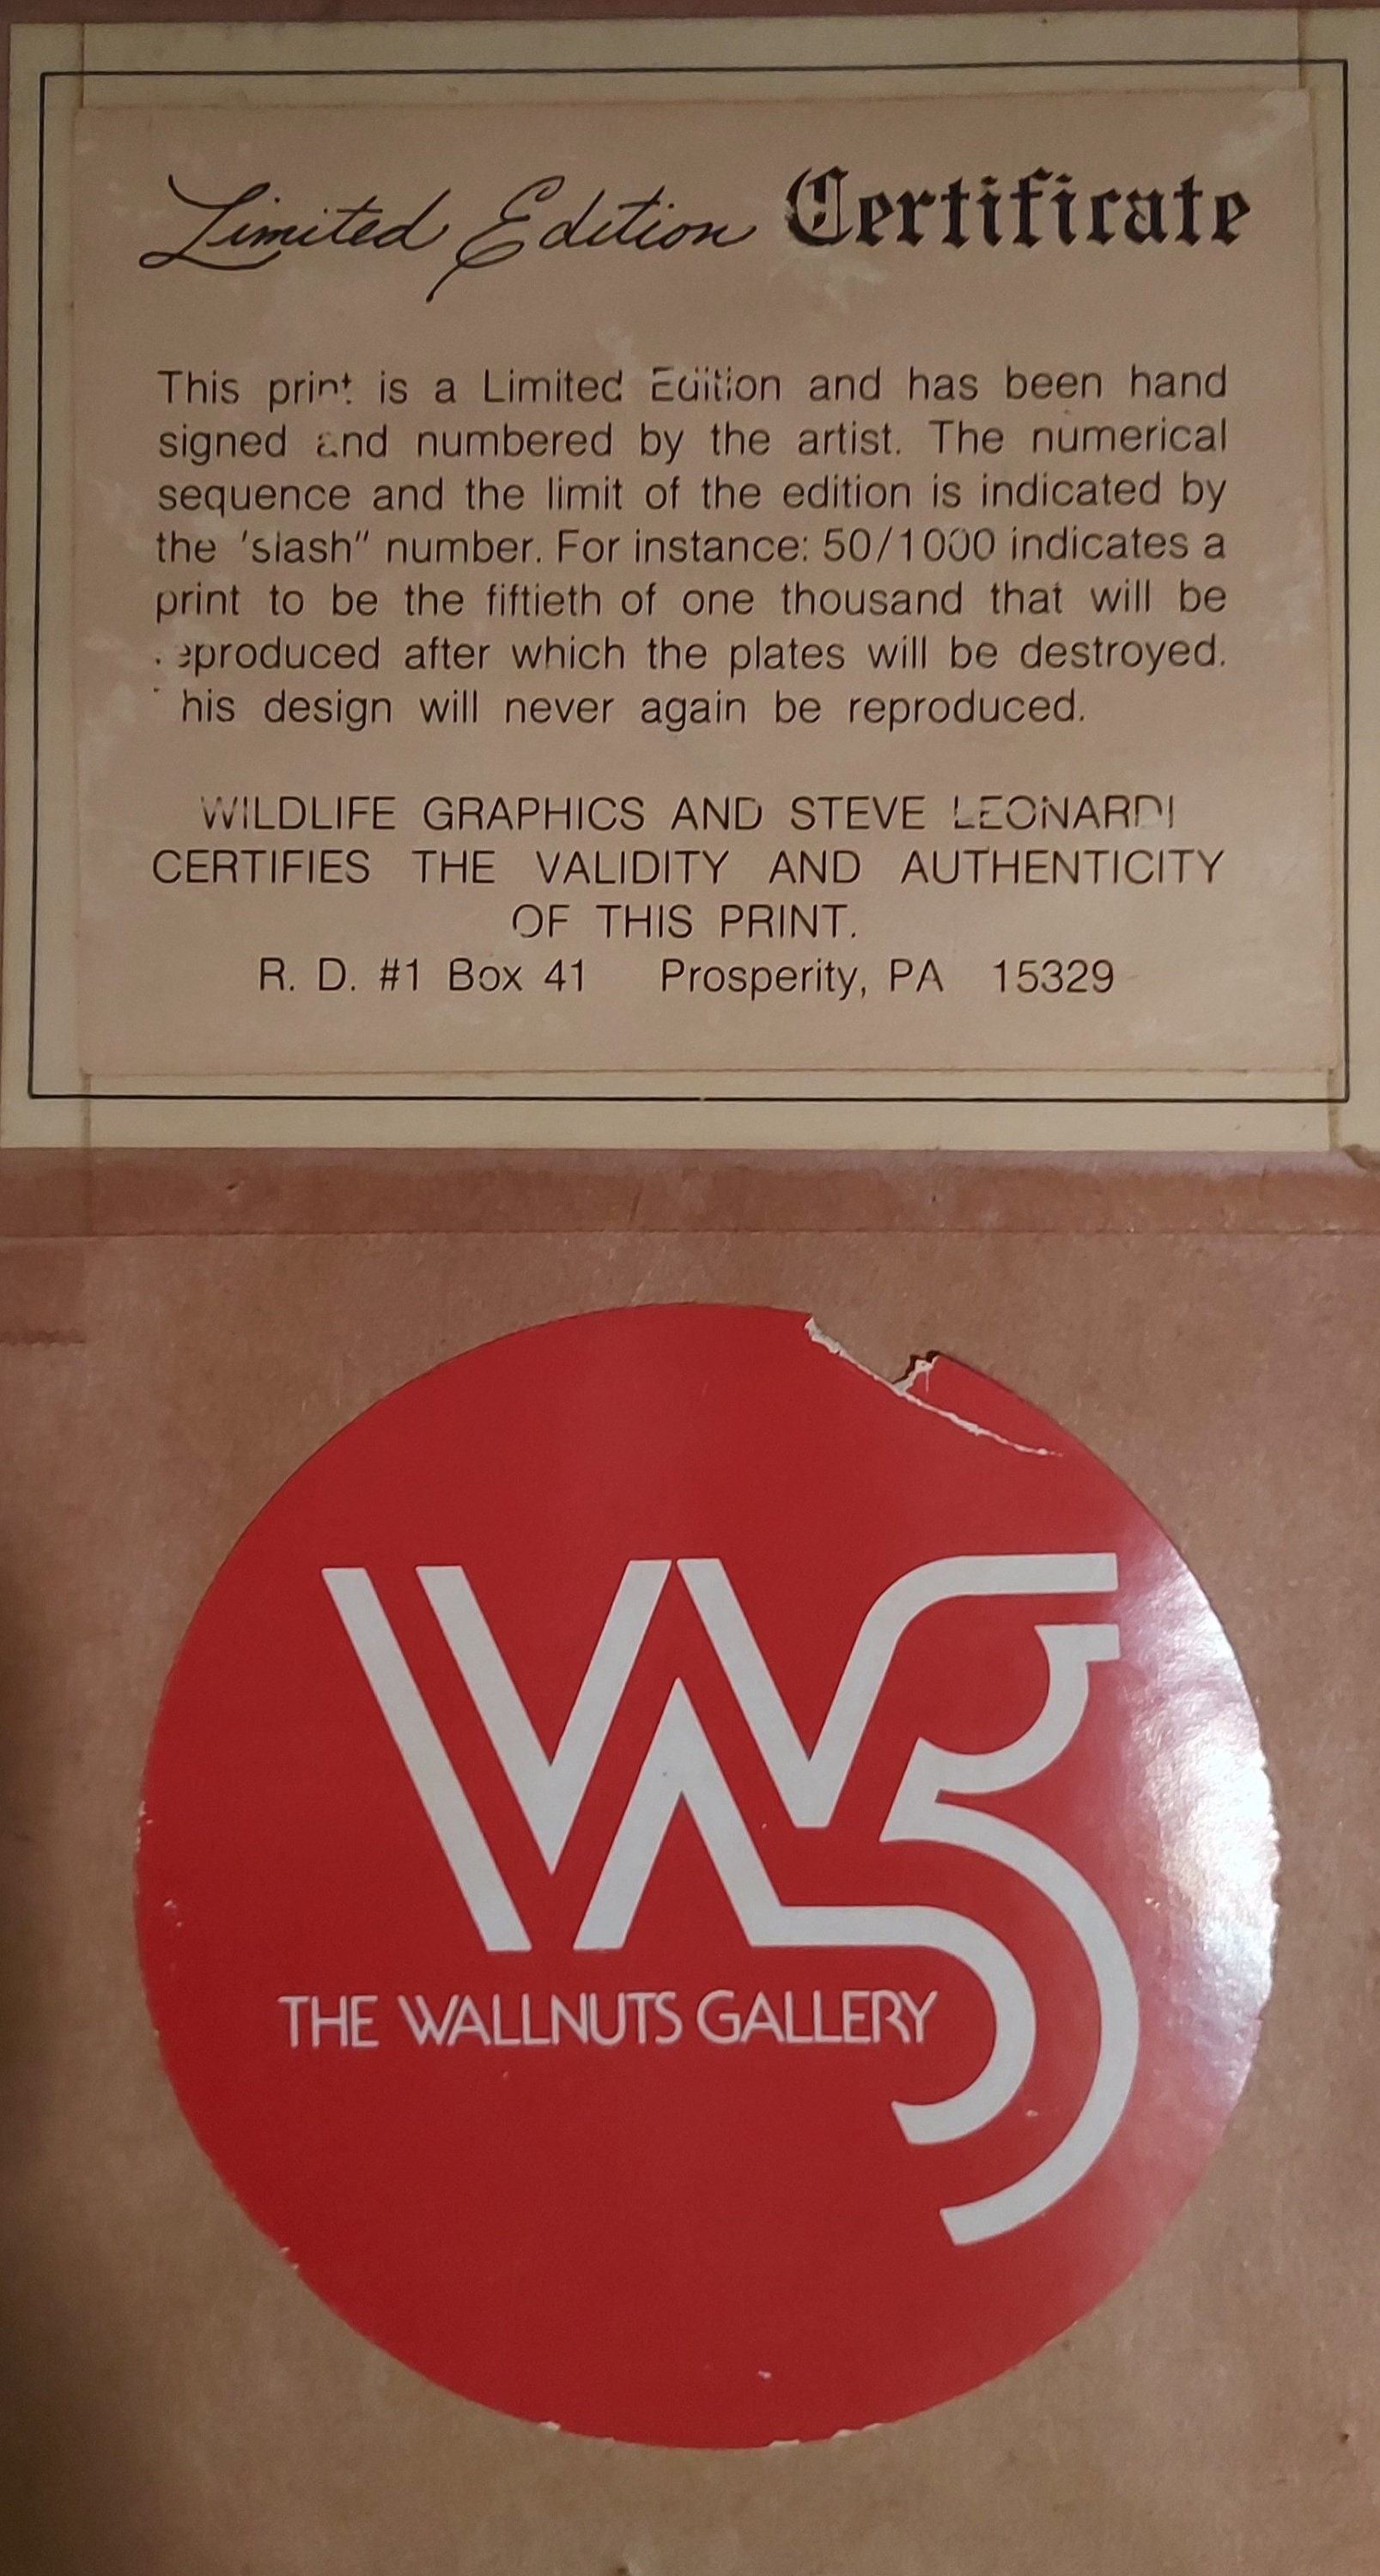 Limited Edition Certificate
This print is a Limited Edition and has been hand
signed and numbered by the artist. The numerical
sequence and the limit of the edition is indicated by
the 'slash" number. For instance: 50/1000 indicates a
print to be the fiftieth of one thousand that will be
reproduced after which the plates will be destroyed.
This design will never again be reproduced.
WILDLIFE GRAPHICS AND STEVE LEONARDI
CERTIFIES THE VALIDITY AND AUTHENTICITY
OF THIS PRINT.
R. D. #1 Box 41 Prosperity, PA 15329
WG
THE WALLNUTS GALLERY